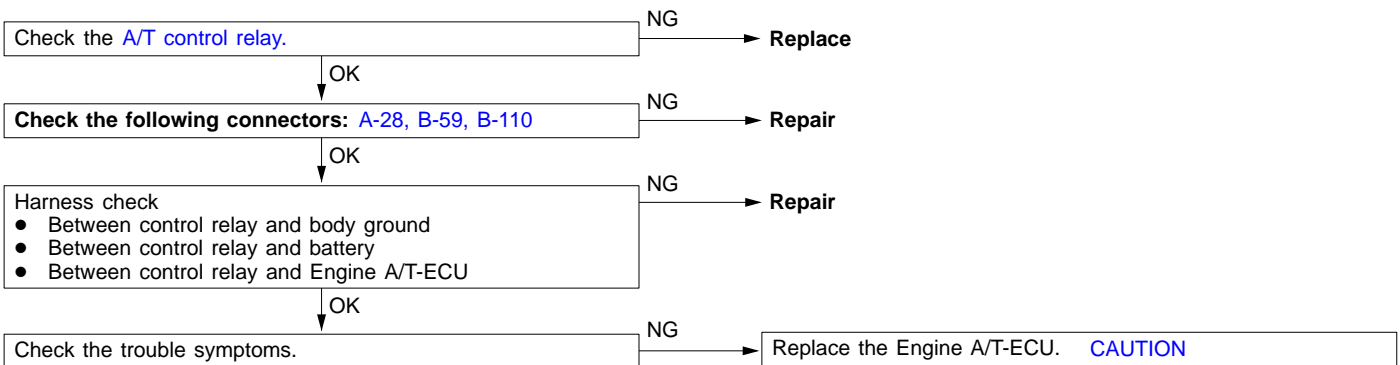 NG
Check the A/T control relay.
Replace
OK
NG
Check the following connectors: A-28, B-59, B-110
Repair
OK
NG
Harness check
Repair
● Between control relay and body ground
● Between control relay and battery
● Between control relay and Engine A/T-ECU
OK
NG
Check the trouble symptoms.
Replace the Engine A/T-ECU. CAUTION